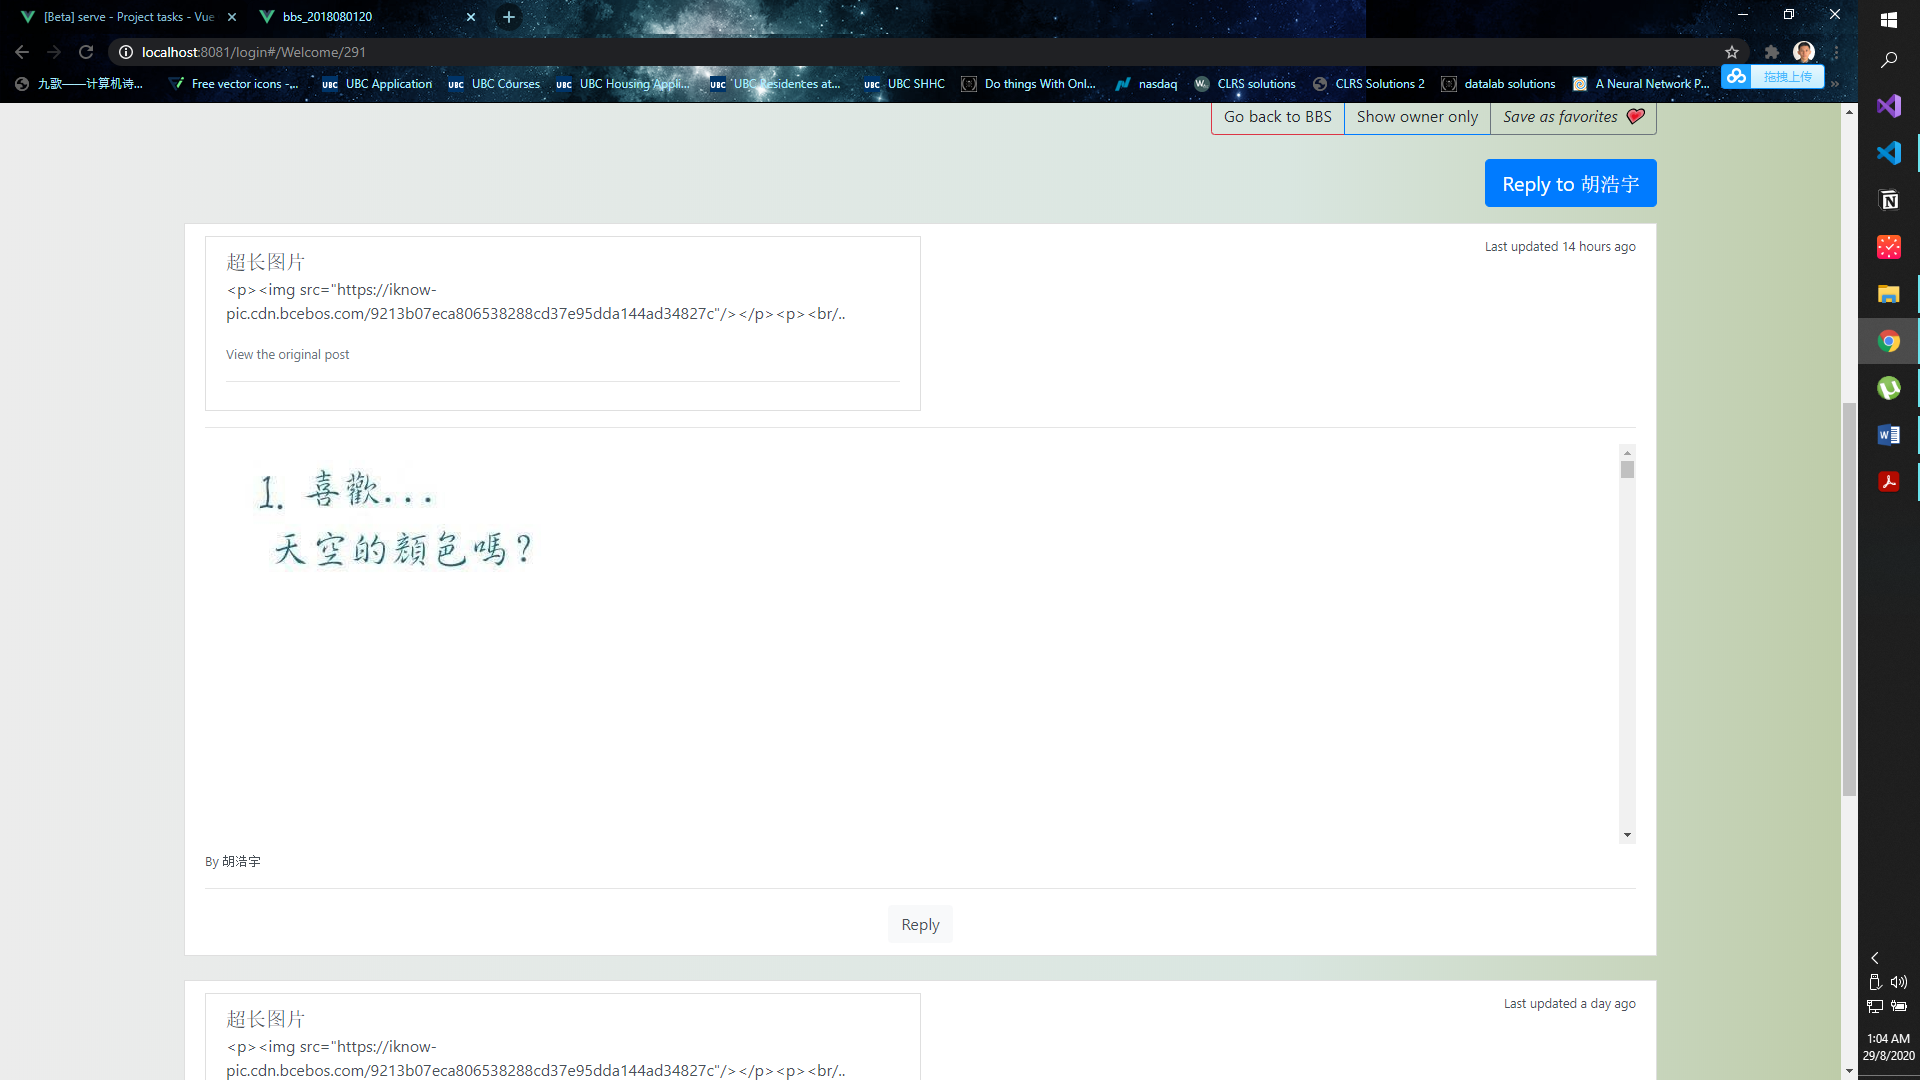 [Beta] serve - Project tasks - Vue
bbs_2018080120
localhost:8081/login#/Welcome/291
九歌——计算机诗...
Free vector icons -...
UBC Application
UBC Courses
UBC Housing Appli...
UBC Residences at...
UBC SHHC
Do things With Onl...
nasdaq
CLRS solutions
CLRS Solutions 2
datalab solutions
A Neural Network P...
拖拽上传
Go back to BBS
Show owner only
Save as favorites
Reply to 胡浩宇
Last updated 14 hours ago
超长图片
<p><img src="https://iknow-
pic.cdn.bcebos.com/9213b07eca806538288cd37e95dda144ad34827c"/></p><p><br/..
View the original post
1. 喜歡...
天空的顏色嗎?
By 胡浩宇
Reply
Last updated a day ago
超长图片
<p><img src="https://iknow-
pic.cdn.bcebos.com/9213b07eca806538288cd37e95dda144ad34827c"/></p><p><br/..
1:04 AM
29/8/2020